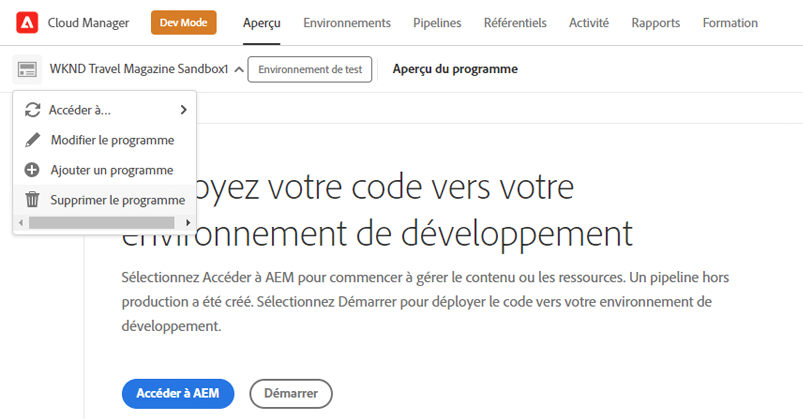 Cloud Manager Dev Mode Aperçu Environnements Pipelines Référentiels Activité Rapports Formation
WKND Travel Magazine Sandbox1 Environnement de test Aperçu du programme
Accéder à...
Modifier le programme
Ajouter un programme
Supprimer le programme
oyez votre code vers votre
environnement de développement
Sélectionnez Accéder à AEM pour commencer à gérer le contenu ou les ressources. Un pipeline hors
production a été créé. Sélectionnez Démarrer pour déployer le code vers votre environnement de
développement.
Accéder à AEM Démarrer